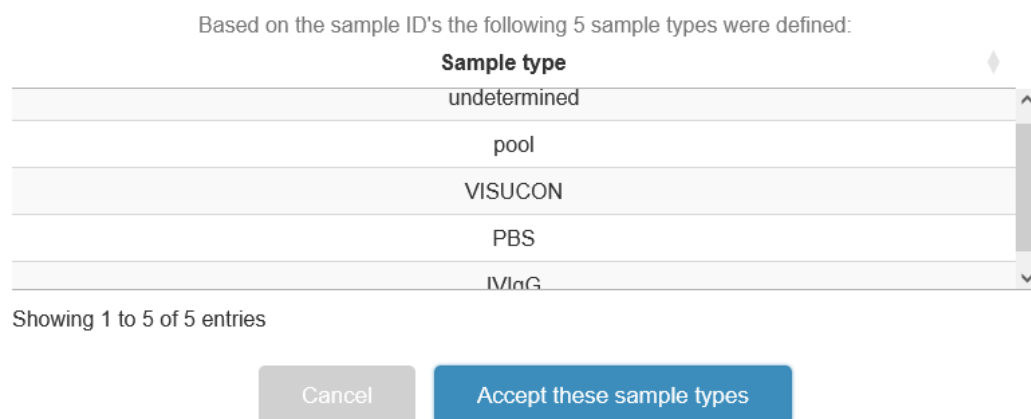 Based on the sample ID's the following 5 sample types were defined:
Sample type
undetermined
pool
VISUCON
PBS
IVIgG
Showing 1 to 5 of 5 entries
Cancel
Accept these sample types